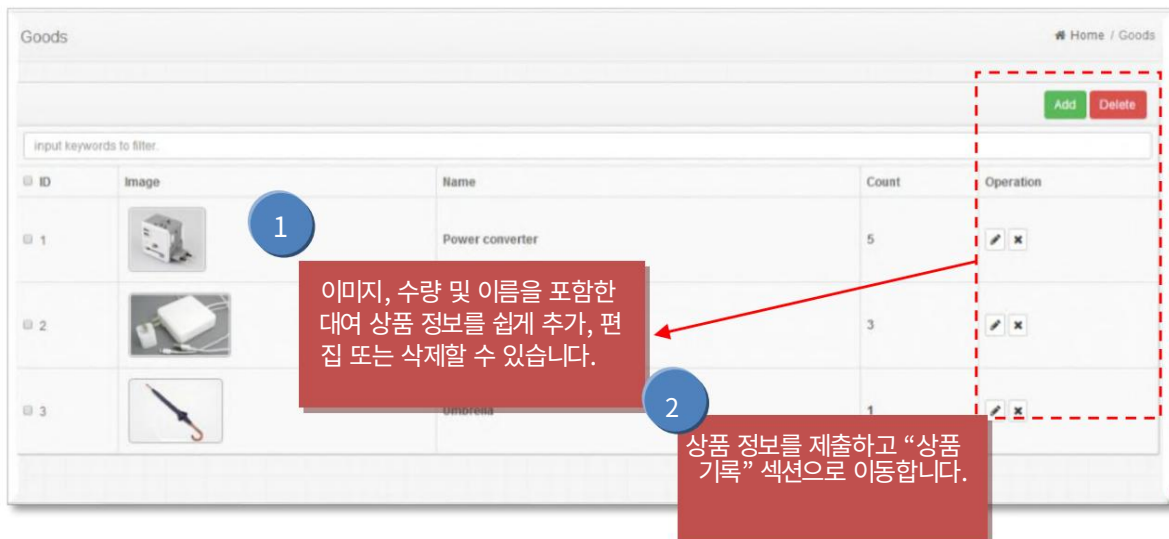 Goods
Home / Goods
Add Delete
input keywords to filter.
ID Image Name Count Operation
1 Power converter 5
1
이미지, 수량 및 이름을 포함한
대여 상품 정보를 쉽게 추가, 편
집 또는 삭제할 수 있습니다.
2 3
3 Umbrella 1
2
상품 정보를 제출하고 “상품
기록” 섹션으로 이동합니다.